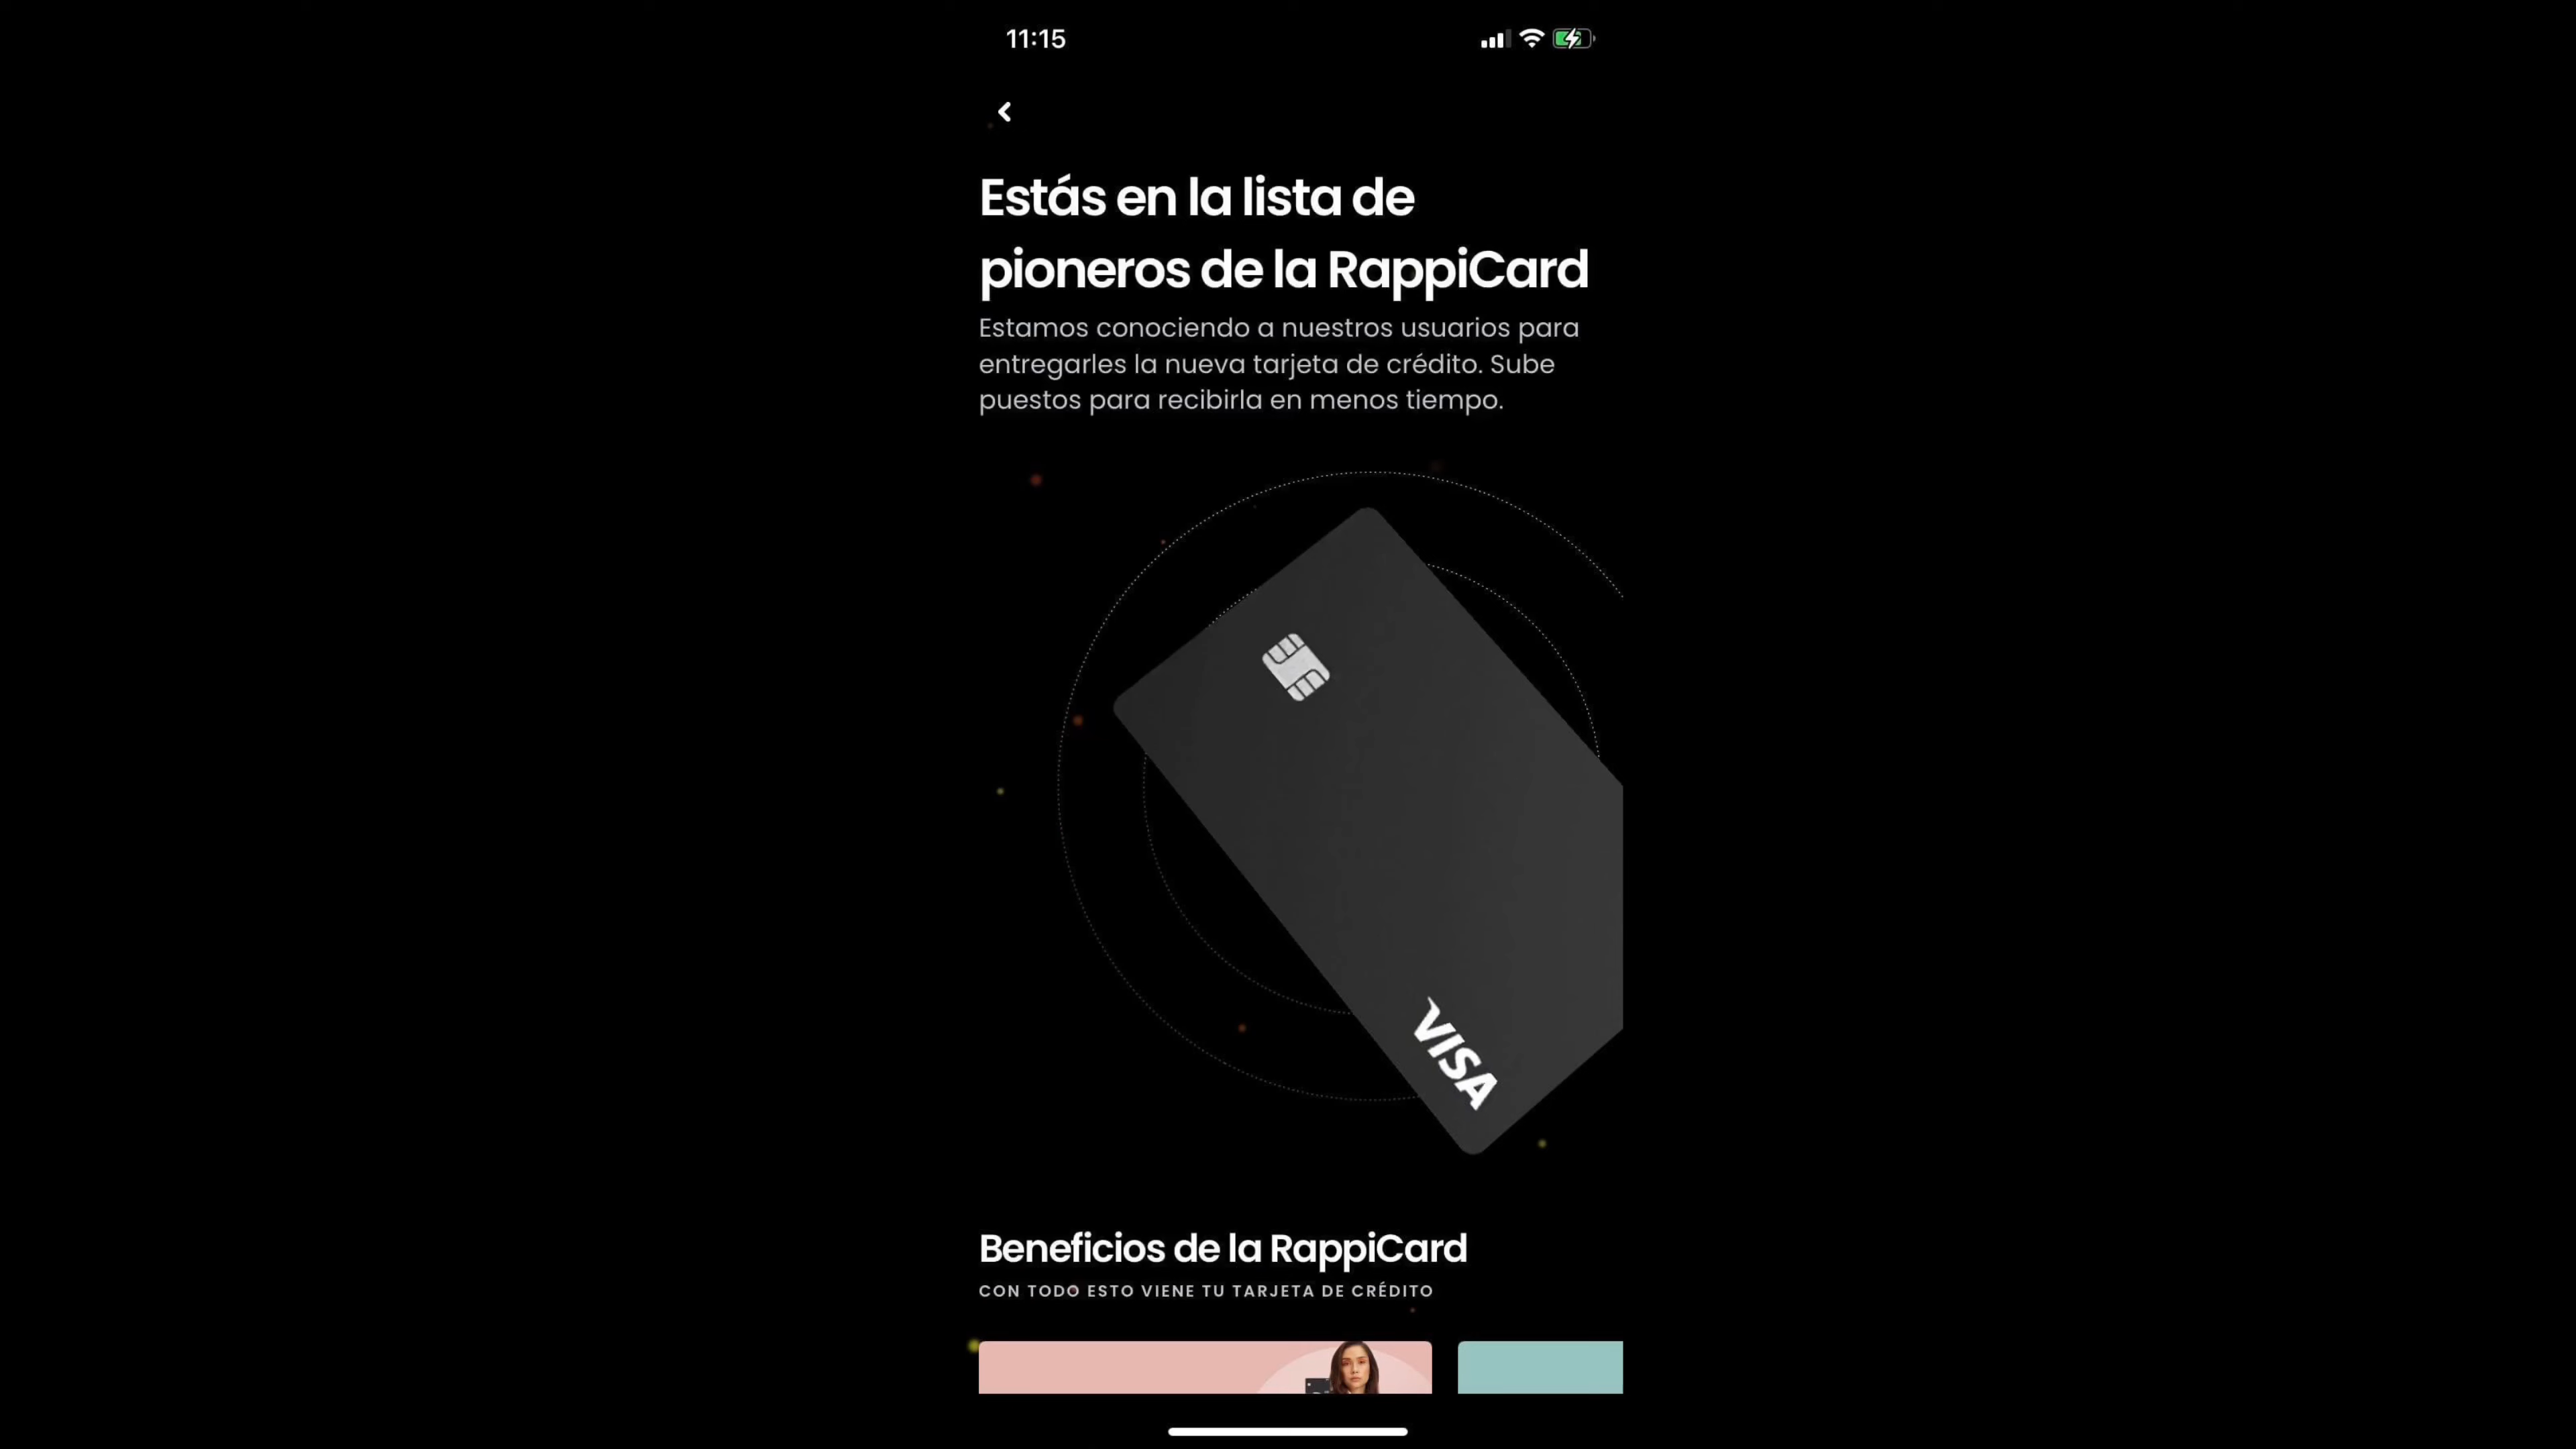 11:15
Estás en la lista de
pioneros de la RappiCard
Estamos conociendo a nuestros usuarios para
entregarles la nueva tarjeta de crédito. Sube
puestos para recibirla en menos tiempo.
VISA
Beneficios de la RappiCard
CON TODO ESTO VIENE TU TARJETA DE CRÉDITO